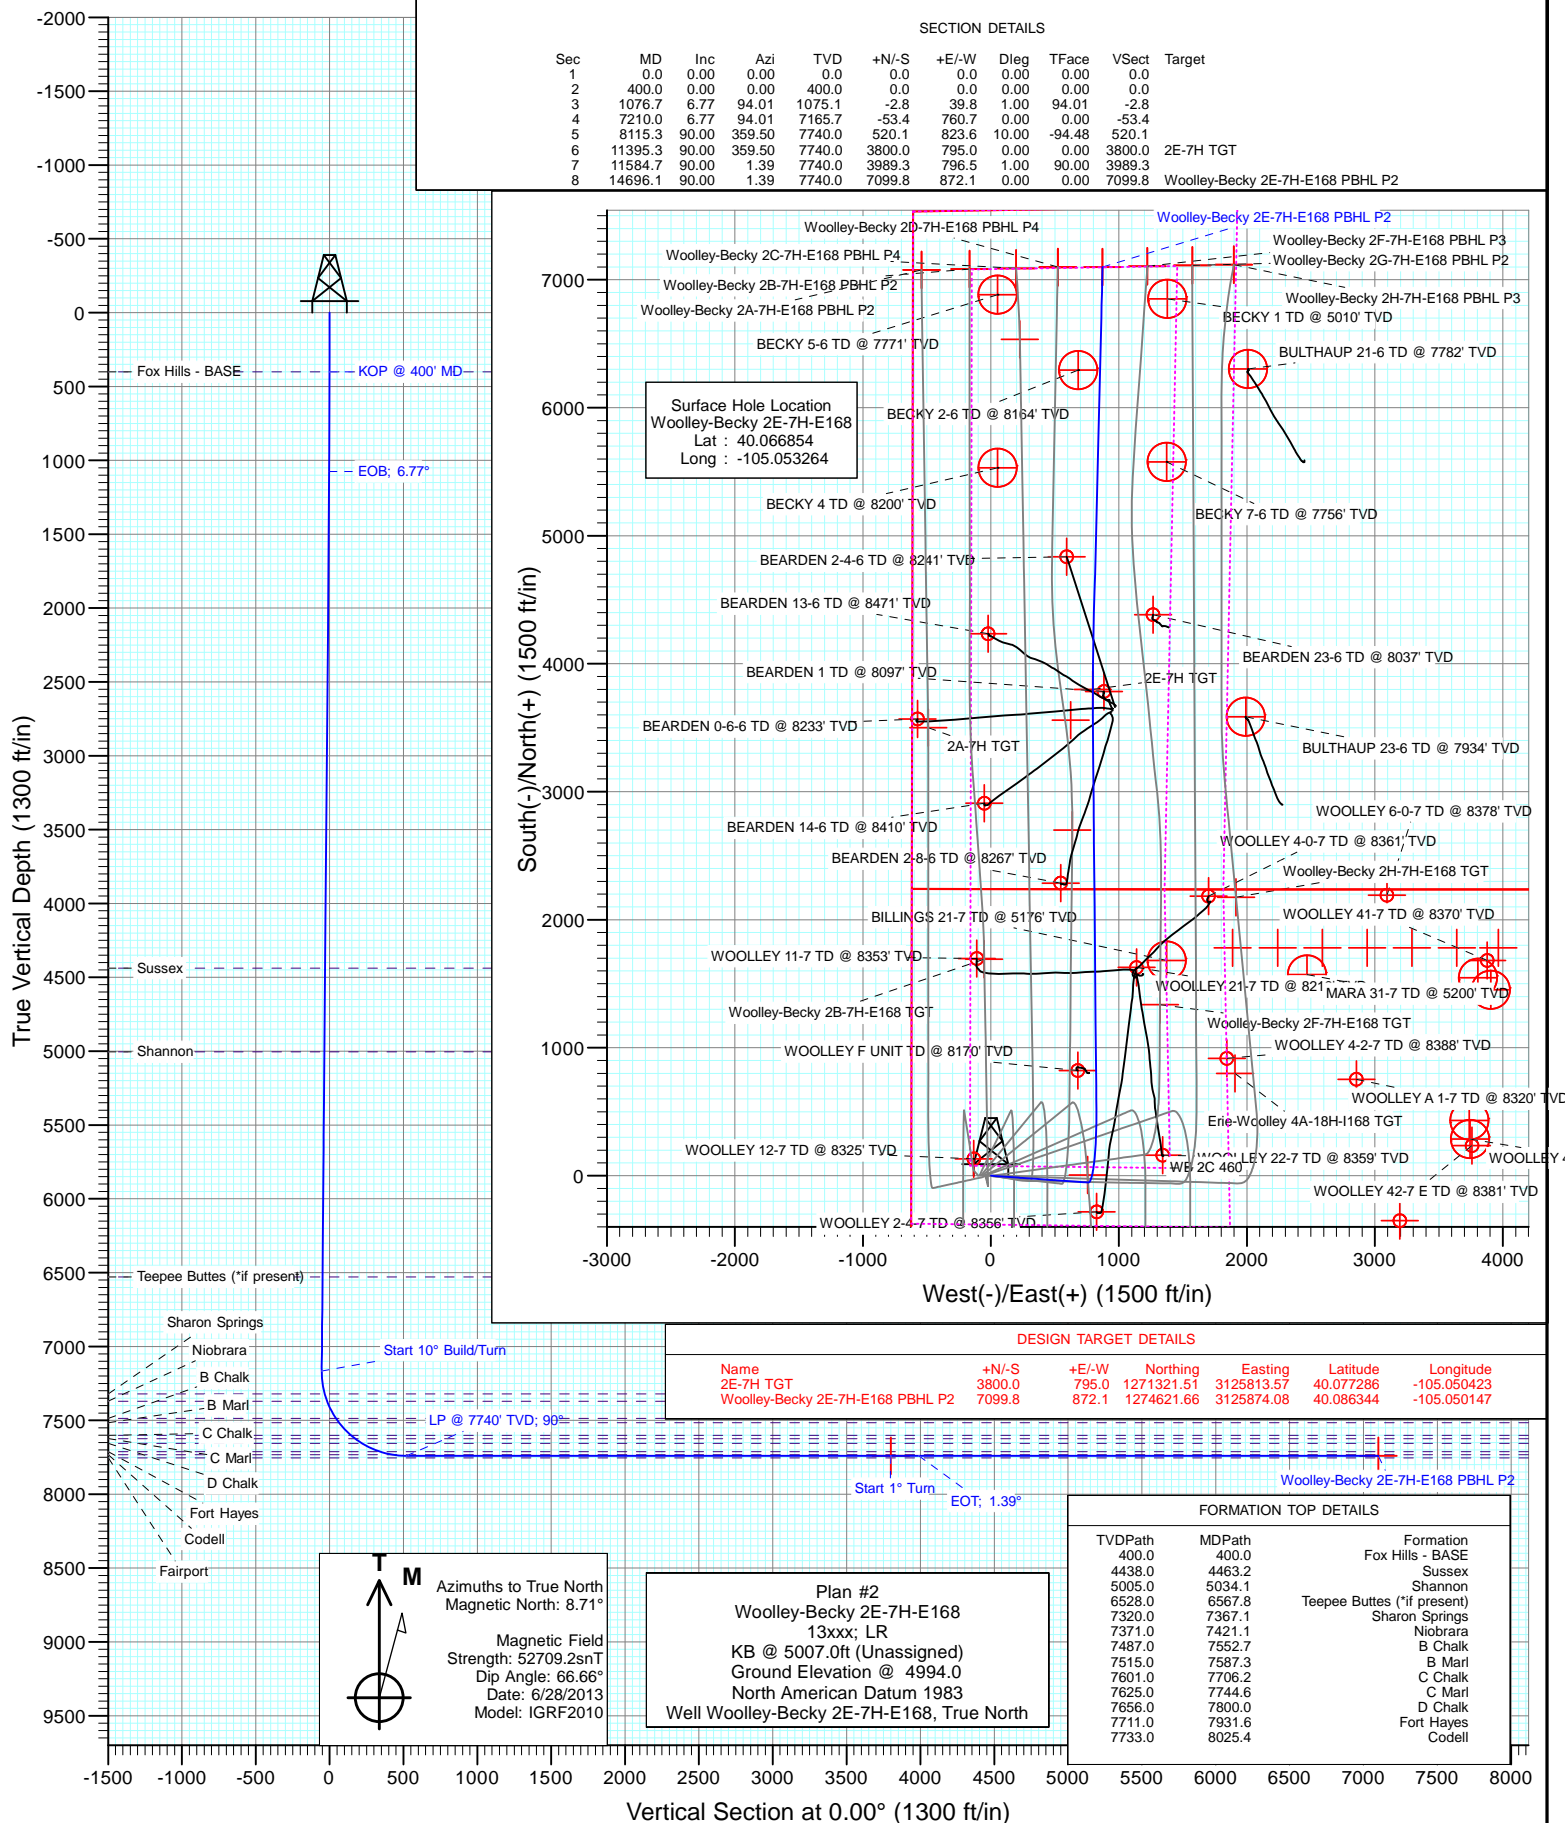 SECTION DETAILS
Sec MD Inc Azi TVD +N/-S +E/-W Dleg TFace VSect Target
1 0.0 0.00 0.00 0.0 0.0 0.0 0.00 0.00 0.0
2 400.0 0.00 0.00 400.0 0.0 0.0 0.00 0.00 0.0
3 1076.7 6.77 94.01 1075.1 -2.8 39.8 1.00 94.01 -2.8
4 7210.0 6.77 94.01 7165.7 -53.4 760.7 0.00 0.00 -53.4
5 8115.3 90.00 359.50 7740.0 520.1 823.6 10.00 -94.48 520.1
6 11395.3 90.00 359.50 7740.0 3800.0 795.0 0.00 0.00 3800.0 2E-7H TGT
7 11584.7 90.00 1.39 7740.0 3989.3 796.5 1.00 90.00 3989.3
8 14696.1 90.00 1.39 7740.0 7099.8 872.1 0.00 0.00 7099.8 Woolley-Becky 2E-7H-E168 PBHL P2
True Vertical Depth (1300 ft/in)
-2000
-1500
-1000
-500
0
500
1000
1500
2000
2500
3000
3500
4000
4500
5000
5500
6000
6500
7000
7500
8000
8500
9000
9500
Fox Hills - BASE
KOP @ 400' MD
EOB; 6.77°
Sussex
Shannon
Teepee Buttes (*if present)
Sharon Springs
Niobrara
B Chalk
B Marl
C Chalk
C Marl
D Chalk
Fort Hayes
Codell
Fairport
Start 10° Build/Turn
LP @ 7740' TVD; 90°
Start 1° Turn
EOT; 1.39°
Woolley-Becky 2E-7H-E168 PBHL P2
-1500 -1000 -500 0 500 1000 1500 2000 2500 3000 3500 4000 4500 5000 5500 6000 6500 7000 7500 8000
Vertical Section at 0.00° (1300 ft/in)
South(-)/North(+) (1500 ft/in)
7000
6000
5000
4000
3000
2000
1000
0
-3000 -2000 -1000 0 1000 2000 3000 4000
West(-)/East(+) (1500 ft/in)
Woolley-Becky 2E-7H-E168 PBHL P2
Woolley-Becky 2D-7H-E168 PBHL P4
Woolley-Becky 2F-7H-E168 PBHL P3
Woolley-Becky 2C-7H-E168 PBHL P4
Woolley-Becky 2G-7H-E168 PBHL P2
Woolley-Becky 2B-7H-E168 PBHL P2
Woolley-Becky 2H-7H-E168 PBHL P3
Woolley-Becky 2A-7H-E168 PBHL P2
BECKY 1 TD @ 5010' TVD
BECKY 5-6 TD @ 7771' TVD
BULTHAUP 21-6 TD @ 7782' TVD
Surface Hole Location
Woolley-Becky 2E-7H-E168
Lat : 40.066854
Long : -105.053264
BECKY 2-6 TD @ 8164' TVD
BECKY 4 TD @ 8200' TVD
BECKY 7-6 TD @ 7756' TVD
BEARDEN 2-4-6 TD @ 8241' TVD
BEARDEN 13-6 TD @ 8471' TVD
BEARDEN 23-6 TD @ 8037' TVD
BEARDEN 1 TD @ 8097' TVD
2E-7H TGT
BEARDEN 0-6-6 TD @ 8233' TVD
2A-7H TGT
BULTHAUP 23-6 TD @ 7934' TVD
BEARDEN 14-6 TD @ 8410' TVD
WOOLLEY 6-0-7 TD @ 8378' TVD
WOOLLEY 4-0-7 TD @ 8361' TVD
BEARDEN 2-8-6 TD @ 8267' TVD
Woolley-Becky 2H-7H-E168 TGT
BILLINGS 21-7 TD @ 5176' TVD
WOOLLEY 41-7 TD @ 8370' TVD
WOOLLEY 11-7 TD @ 8353' TVD
WOOLLEY 21-7 TD @ 821
MARA 31-7 TD @ 5200' TVD
Woolley-Becky 2B-7H-E168 TGT
Woolley-Becky 2F-7H-E168 TGT
WOOLLEY F UNIT TD @ 8170' TVD
WOOLLEY 4-2-7 TD @ 8388' TVD
WOOLLEY A 1-7 TD @ 8320' TVD
Erie-Woolley 4A-18H-I168 TGT
WOOLLEY 12-7 TD @ 8325' TVD
WOOLLEY 22-7 TD @ 8359' TVD
WB 2C 460
WOOLLEY 4
WOOLLEY 42-7 E TD @ 8381' TVD
WOOLLEY 2-4-7 TD @ 8356' TVD
DESIGN TARGET DETAILS
Name +N/-S +E/-W Northing Easting Latitude Longitude
2E-7H TGT 3800.0 795.0 1271321.51 3125813.57 40.077286 -105.050423
Woolley-Becky 2E-7H-E168 PBHL P2 7099.8 872.1 1274621.66 3125874.08 40.086344 -105.050147
T
M
Azimuths to True North
Magnetic North: 8.71°
Magnetic Field
Strength: 52709.2snT
Dip Angle: 66.66°
Date: 6/28/2013
Model: IGRF2010
Plan #2
Woolley-Becky 2E-7H-E168
13xxx; LR
KB @ 5007.0ft (Unassigned)
Ground Elevation @ 4994.0
North American Datum 1983
Well Woolley-Becky 2E-7H-E168, True North
FORMATION TOP DETAILS
TVDPath MDPath Formation
400.0 400.0 Fox Hills - BASE
4438.0 4463.2 Sussex
5005.0 5034.1 Shannon
6528.0 6567.8 Teepee Buttes (*if present)
7320.0 7367.1 Sharon Springs
7371.0 7421.1 Niobrara
7487.0 7552.7 B Chalk
7515.0 7587.3 B Marl
7601.0 7706.2 C Chalk
7625.0 7744.6 C Marl
7656.0 7800.0 D Chalk
7711.0 7931.6 Fort Hayes
7733.0 8025.4 Codell